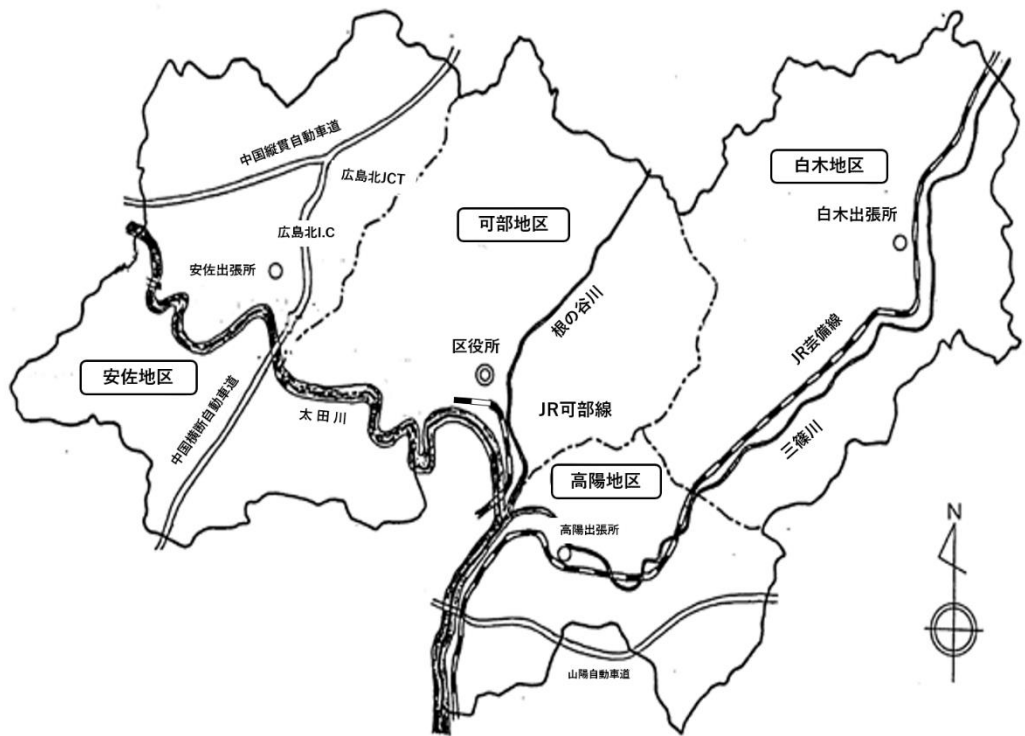 中国縦貫自動車道
広島北JCT
白木地区
可部地区
白木出張所
広島北I.C
安佐出張所
根の谷川
JR芸備線
区役所
安佐地区
中国横断自動車道
太田川
JR可部線
三篠川
高陽地区
N
高陽出張所
山陽自動車道